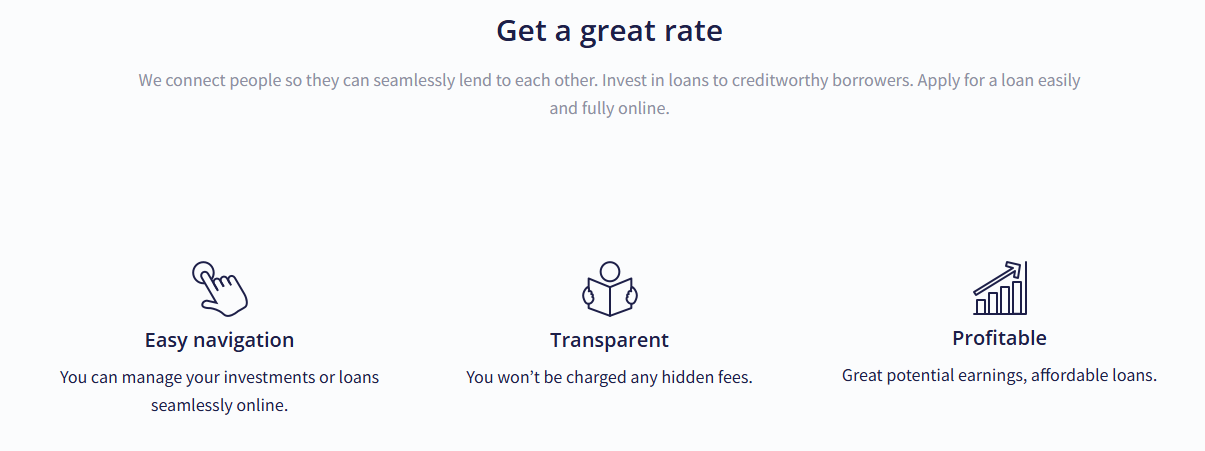 Get a great rate
We connect people so they can seamlessly lend to each other. Invest in loans to creditworthy borrowers. Apply for a loan easily
and fully online.
Easy navigation
You can manage your investments or loans
seamlessly online.
Transparent
You won’t be charged any hidden fees.
Profitable
Great potential earnings, affordable loans.